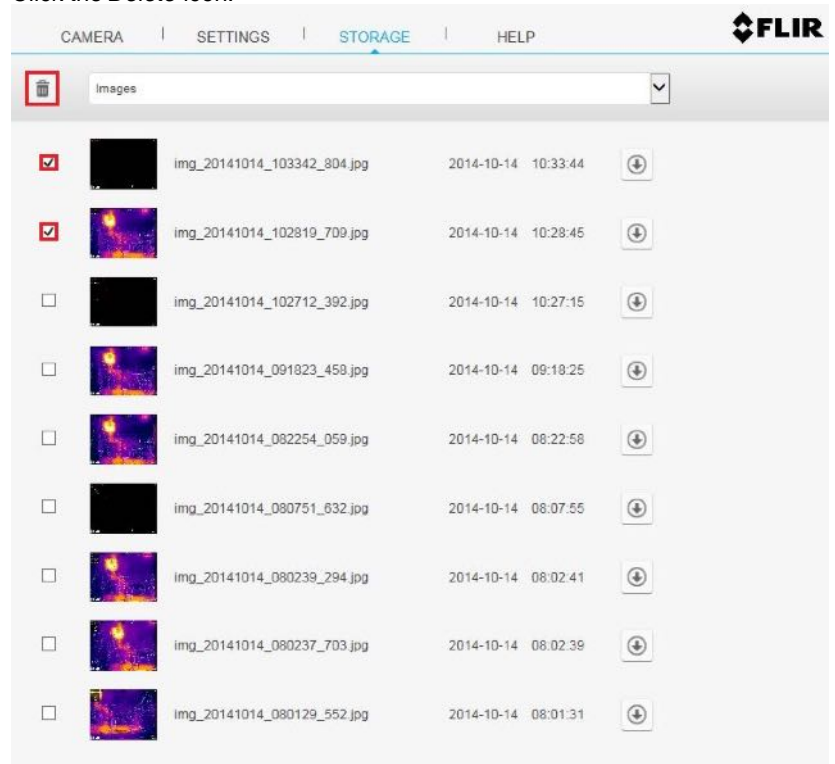 Click the Delete icon.
CAMERA | SETTINGS | STORAGE | HELP FLIR
Images
img_20141014_103342_804.jpg 2014-10-14 10:33:44
img_20141014_102819_709.jpg 2014-10-14 10:28:45
img_20141014_102712_392.jpg 2014-10-14 10:27:15
img_20141014_091823_458.jpg 2014-10-14 09:18:25
img_20141014_082254_059.jpg 2014-10-14 08:22:58
img_20141014_080751_632.jpg 2014-10-14 08:07:55
img_20141014_080239_294.jpg 2014-10-14 08:02:41
img_20141014_080237_703.jpg 2014-10-14 08:02:39
img_20141014_080129_552.jpg 2014-10-14 08:01:31